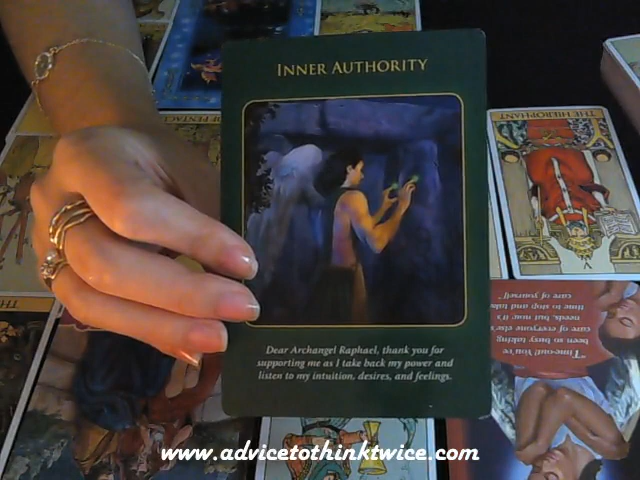 OF PENTACL
INNER AUTHORITY
THE HIEROPHANT
"Time-out! You've
been so busy taking
care of everyone else's
needs, but now it's
time to stop and take
care of yourself."
Dear Archangel Raphael, thank you for
supporting me as I take back my power and
listen to my intuition, desires, and feelings.
www.advicetothinktwice.com